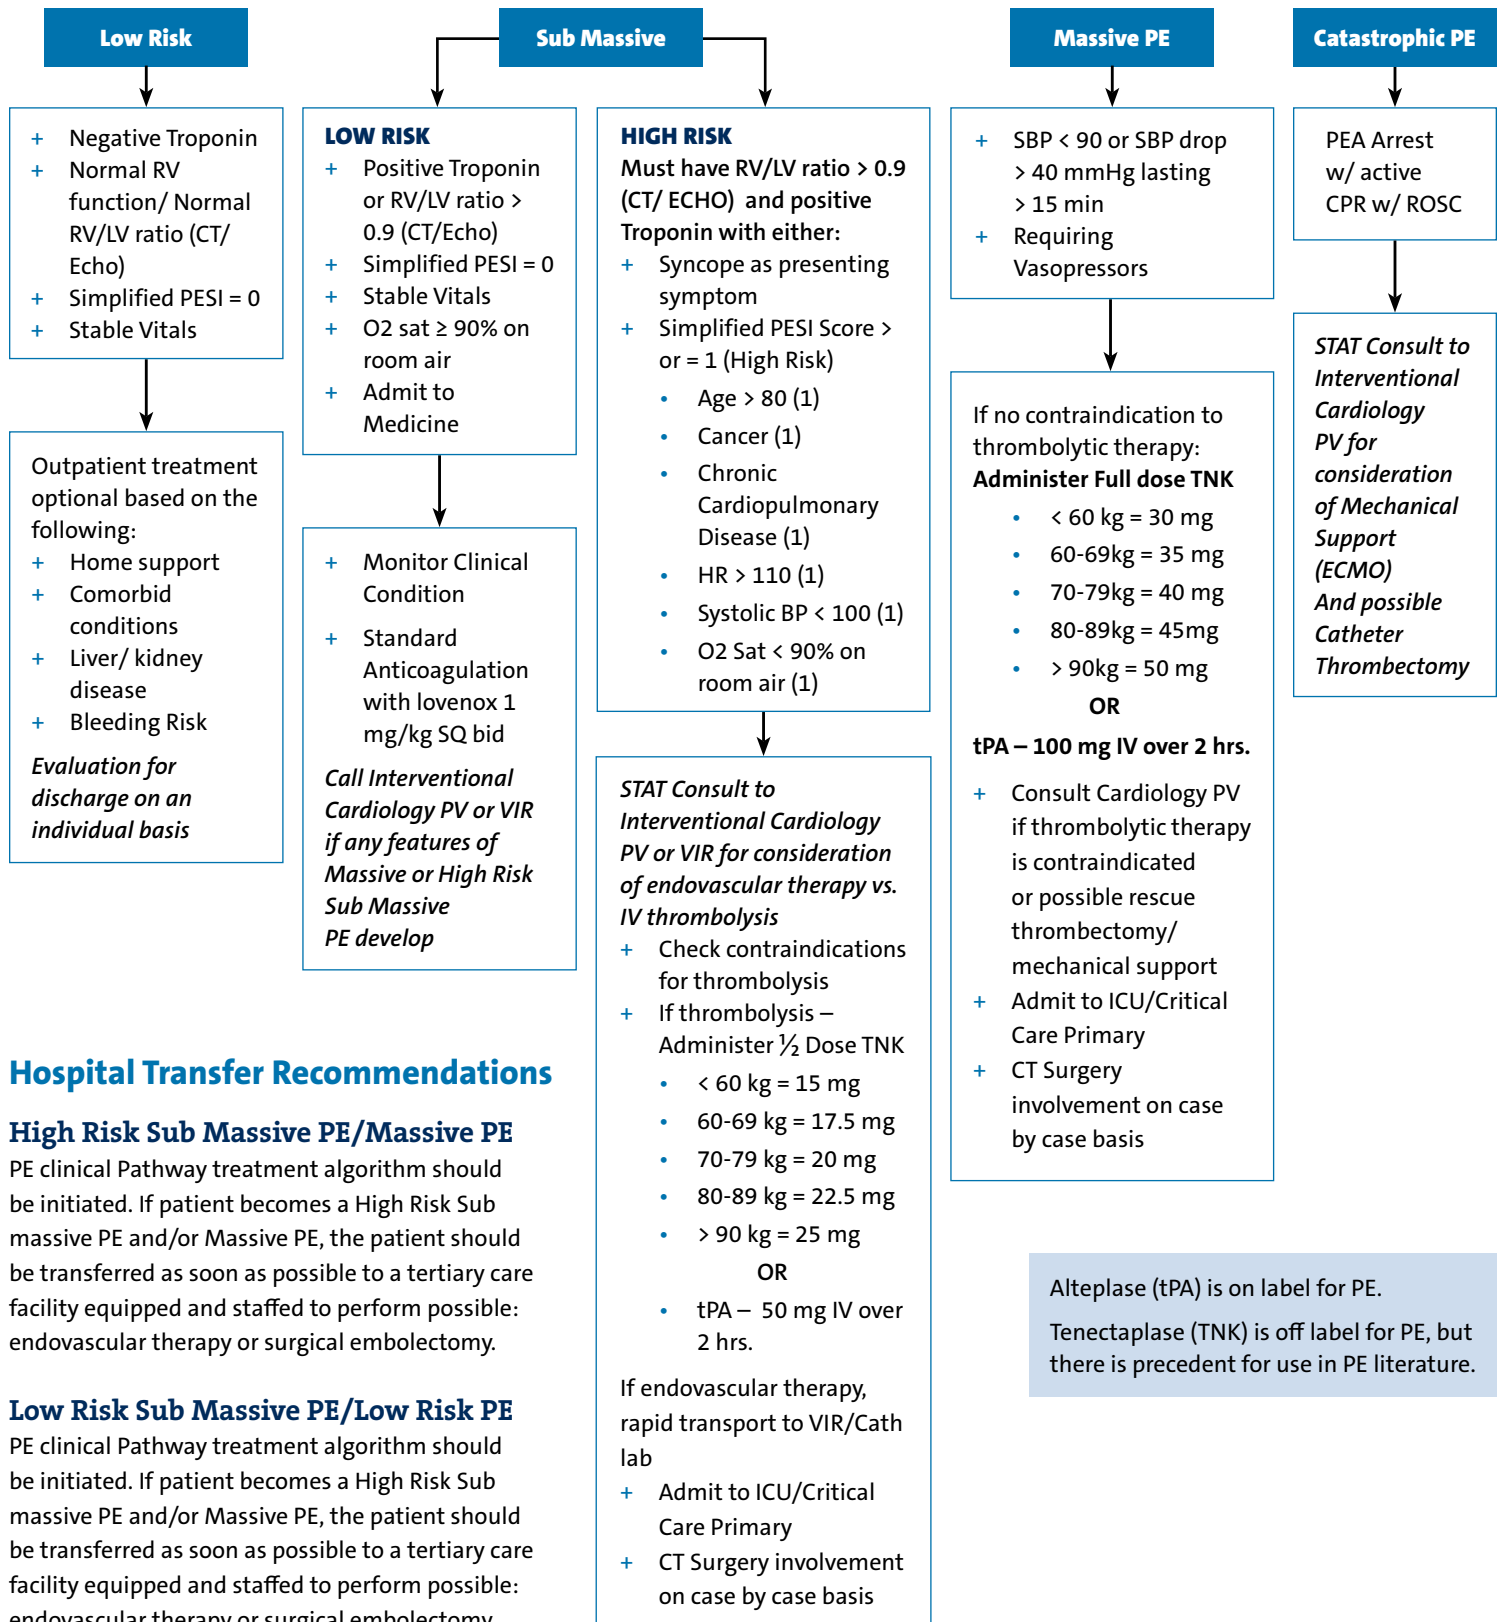 Low Risk
+ Negative Troponin
+ Normal RV
function/ Normal
RV/LV ratio (CT/
Echo)
+ Simplified PESI = 0
+ Stable Vitals
Outpatient treatment
optional based on the
following:
+ Home support
+ Comorbid
conditions
+ Liver/ kidney
disease
+ Bleeding Risk
Evaluation for
discharge on an
individual basis
Sub Massive
LOW RISK
+ Positive Troponin
or RV/LV ratio >
0.9 (CT/Echo)
+ Simplified PESI = 0
+ Stable Vitals
+ O2 sat ≥ 90% on
room air
+ Admit to
Medicine
+ Monitor Clinical
Condition
+ Standard
Anticoagulation
with lovenox 1
mg/kg SQ bid
Call Interventional
Cardiology PV or VIR
if any features of
Massive or High Risk
Sub Massive
PE develop
HIGH RISK
Must have RV/LV ratio > 0.9
(CT/ ECHO) and positive
Troponin with either:
+ Syncope as presenting
symptom
+ Simplified PESI Score >
or = 1 (High Risk)
• Age > 80 (1)
• Cancer (1)
• Chronic
Cardiopulmonary
Disease (1)
• HR > 110 (1)
• Systolic BP < 100 (1)
• O2 Sat < 90% on
room air (1)
STAT Consult to
Interventional Cardiology
PV or VIR for consideration
of endovascular therapy vs.
IV thrombolysis
+ Check contraindications
for thrombolysis
+ If thrombolysis –
Administer ½ Dose TNK
• < 60 kg = 15 mg
• 60-69 kg = 17.5 mg
• 70-79 kg = 20 mg
• 80-89 kg = 22.5 mg
• > 90 kg = 25 mg
OR
• tPA – 50 mg IV over
2 hrs.
If endovascular therapy,
rapid transport to VIR/Cath
lab
+ Admit to ICU/Critical
Care Primary
+ CT Surgery involvement
on case by case basis
Massive PE
+ SBP < 90 or SBP drop
> 40 mmHg lasting
> 15 min
+ Requiring
Vasopressors
If no contraindication to
thrombolytic therapy:
Administer Full dose TNK
• < 60 kg = 30 mg
• 60-69kg = 35 mg
• 70-79kg = 40 mg
• 80-89kg = 45mg
• > 90kg = 50 mg
OR
tPA – 100 mg IV over 2 hrs.
+ Consult Cardiology PV
if thrombolytic therapy
is contraindicated
or possible rescue
thrombectomy/
mechanical support
+ Admit to ICU/Critical
Care Primary
+ CT Surgery
involvement on case
by case basis
Catastrophic PE
PEA Arrest
w/ active
CPR w/ ROSC
STAT Consult to
Interventional
Cardiology
PV for
consideration
of Mechanical
Support
(ECMO)
And possible
Catheter
Thrombectomy
Alteplase (tPA) is on label for PE.
Tenectaplase (TNK) is off label for PE, but
there is precedent for use in PE literature.
Hospital Transfer Recommendations
High Risk Sub Massive PE/Massive PE
PE clinical Pathway treatment algorithm should
be initiated. If patient becomes a High Risk Sub
massive PE and/or Massive PE, the patient should
be transferred as soon as possible to a tertiary care
facility equipped and staffed to perform possible:
endovascular therapy or surgical embolectomy.
Low Risk Sub Massive PE/Low Risk PE
PE clinical Pathway treatment algorithm should
be initiated. If patient becomes a High Risk Sub
massive PE and/or Massive PE, the patient should
be transferred as soon as possible to a tertiary care
facility equipped and staffed to perform possible:
endovascular therapy or surgical embolectomy